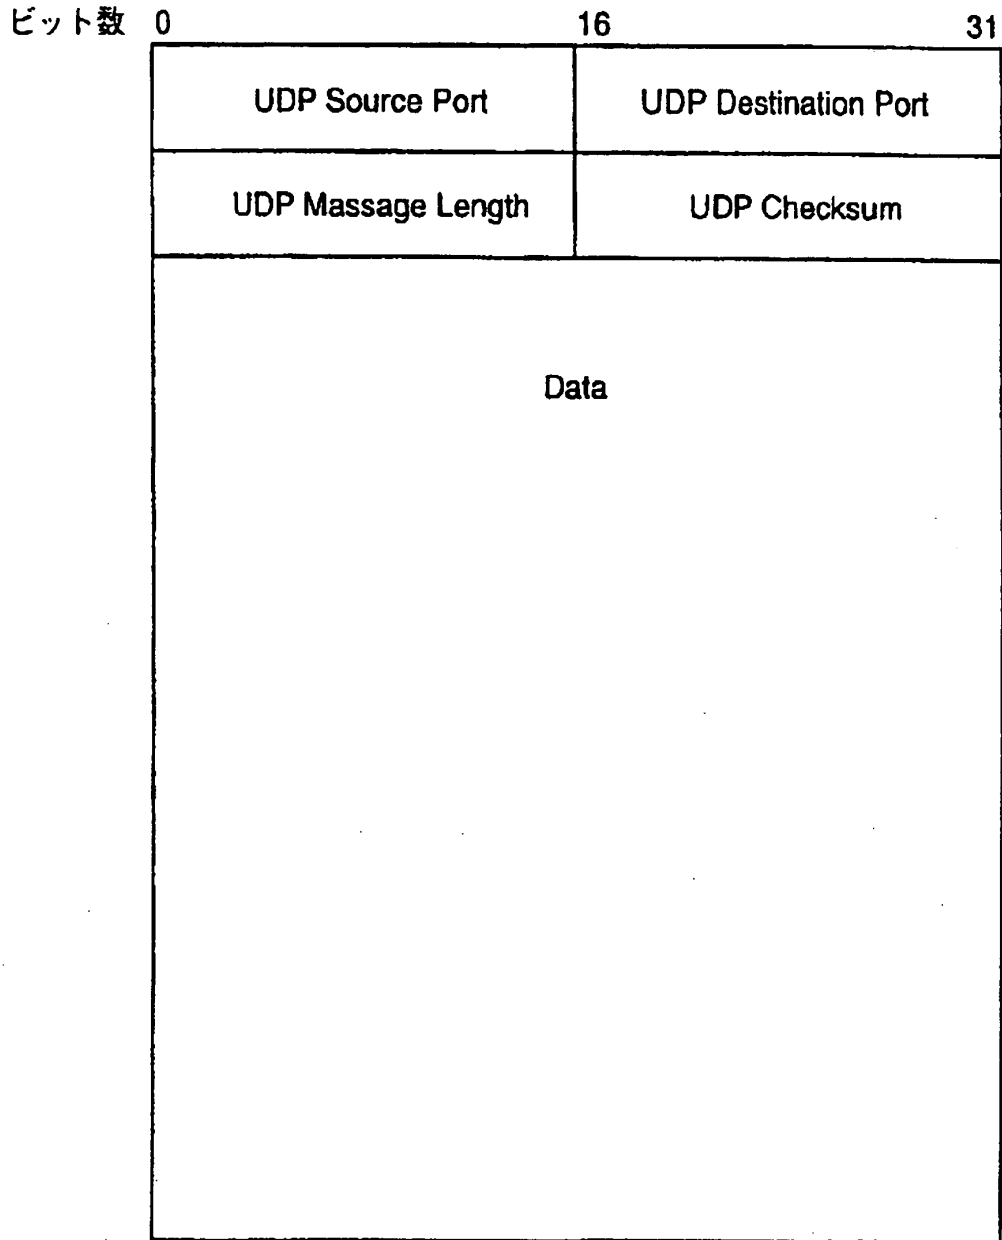 ビット数 0 16 31
UDP Source Port UDP Destination Port
UDP Massage Length UDP Checksum
Data